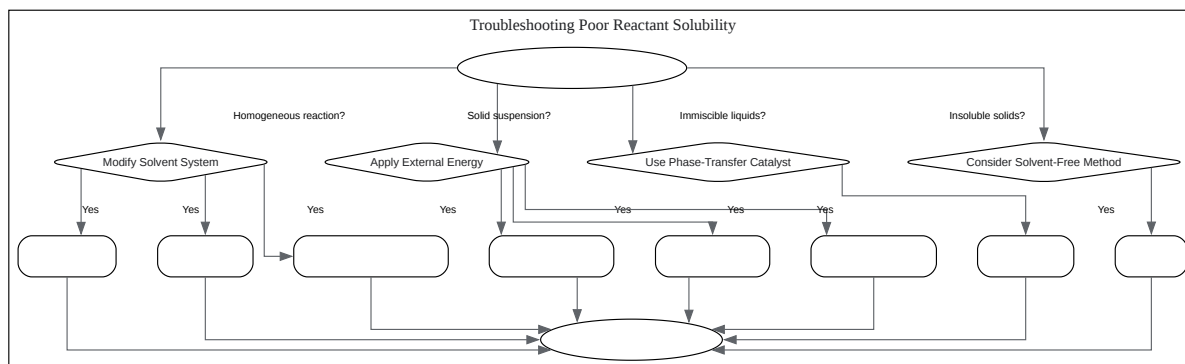 Troubleshooting Poor Reactant Solubility
Homogeneous reaction?
Solid suspension?
Immiscible liquids?
Insoluble solids?
Modify Solvent System
Apply External Energy
Use Phase-Transfer Catalyst
Consider Solvent-Free Method
Yes
Yes
Yes
Yes
Yes
Yes
Yes
Yes